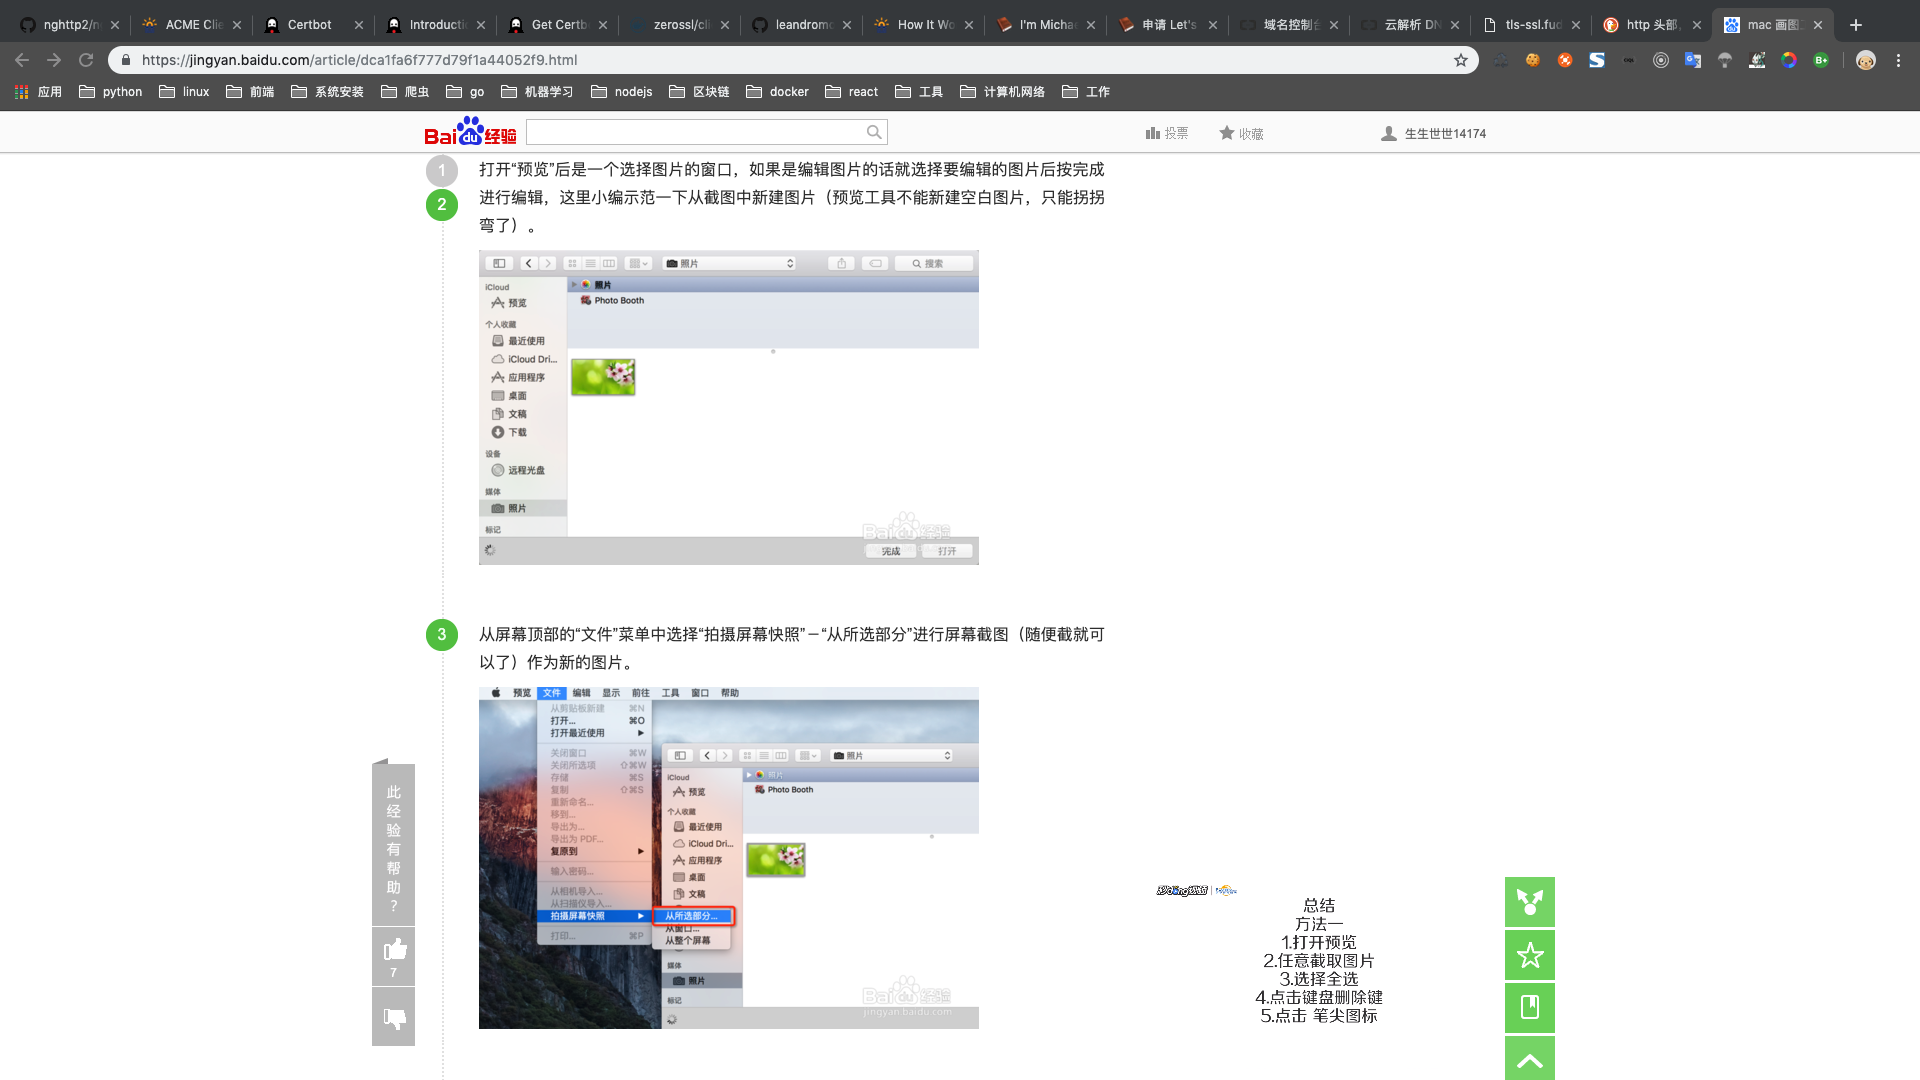 nghttp2/n
ACME Clie
Certbot
Introductio
Get Certb
zerossl/cli
leandromo
How It Wo
I'm Micha
申请 Let's
域名控制台
云解析 DN
tls-ssl.fud
http 头部,
mac 画图工
https://jingyan.baidu.com/article/dca1fa6f777d79f1a44052f9.html
应用
python
linux
前端
系统安装
爬虫
go
机器学习
nodejs
区块链
docker
react
工具
计算机网络
工作
Bai du 经验
投票
收藏
生生世世14174
1
打开“预览”后是一个选择图片的窗口，如果是编辑图片的话就选择要编辑的图片后按完成
进行编辑，这里小编示范一下从截图中新建图片（预览工具不能新建空白图片，只能拐拐
弯了）。
2
照片
搜索
iCloud
预览
个人收藏
最近使用
iCloud Dri...
应用程序
桌面
文稿
下载
设备
远程光盘
媒体
照片
标记
照片
Photo Booth
Bai du 经验
完成
打开
3
从屏幕顶部的“文件”菜单中选择“拍摄屏幕快照”－“从所选部分”进行屏幕截图（随便截就可
以了）作为新的图片。
预览 文件 编辑 显示 前往 工具 窗口 帮助
从剪贴板新建 ⌘N
打开... ⌘O
打开最近使用
关闭窗口 ⌘W
关闭所选项 ⇧⌘W
存储 ⌘S
复制 ⇧⌘S
重新命名...
移到...
导出为...
导出为 PDF...
复原到
输入密码...
从相机导入...
从扫描仪导入...
拍摄屏幕快照
打印... ⌘P
从所选部分...
从窗口...
从整个屏幕
照片
iCloud
预览
个人收藏
最近使用
iCloud Dri...
应用程序
桌面
文稿
媒体
照片
标记
照片
Photo Booth
Bai du 经验
jingyan.baidu.com
此经验有帮助？
7
总结
方法一
1.打开预览
2.任意截取图片
3.选择全选
4.点击键盘删除键
5.点击 笔尖图标